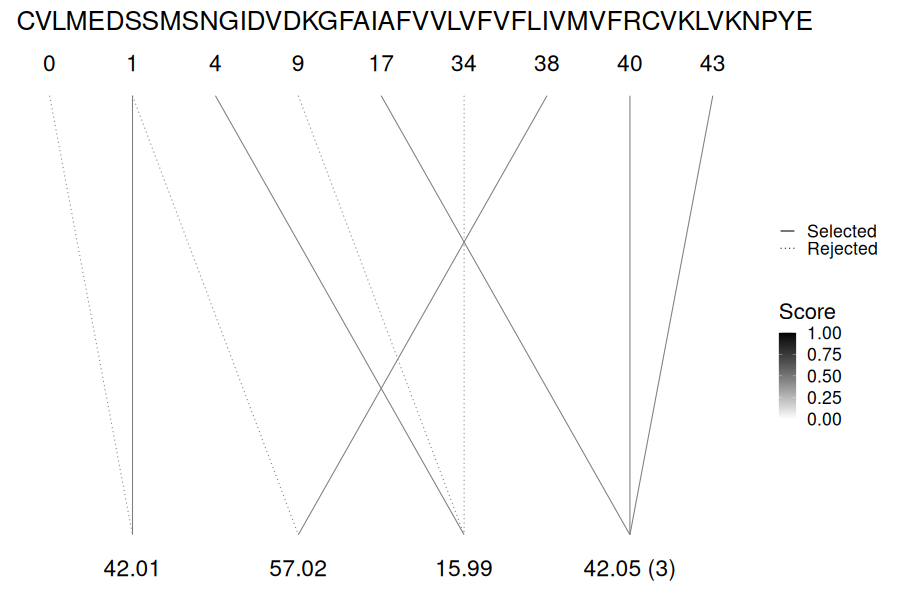 CVLMEDSSMSNGIDVDKGFAIAFVVLVFVFLIVMVFRCVKLVKNPYE
0 1 4 9 17 34 38 40 43
Selected
Rejected
Score
1.00
0.75
0.50
0.25
0.00
42.01 57.02 15.99 42.05 (3)